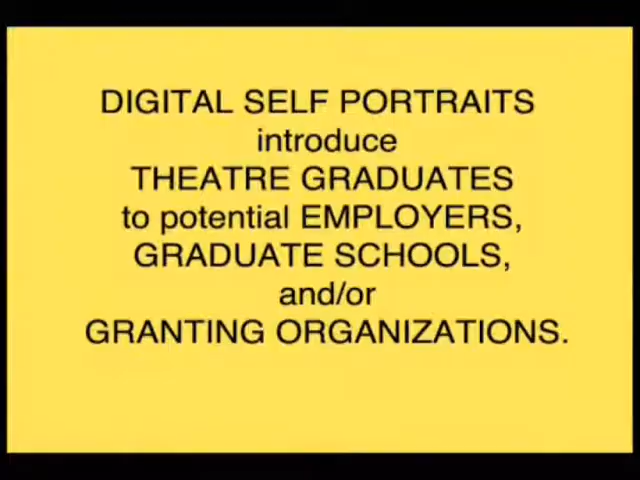 DIGITAL SELF PORTRAITS
introduce
THEATRE GRADUATES
to potential EMPLOYERS,
GRADUATE SCHOOLS,
and/or
GRANTING ORGANIZATIONS.